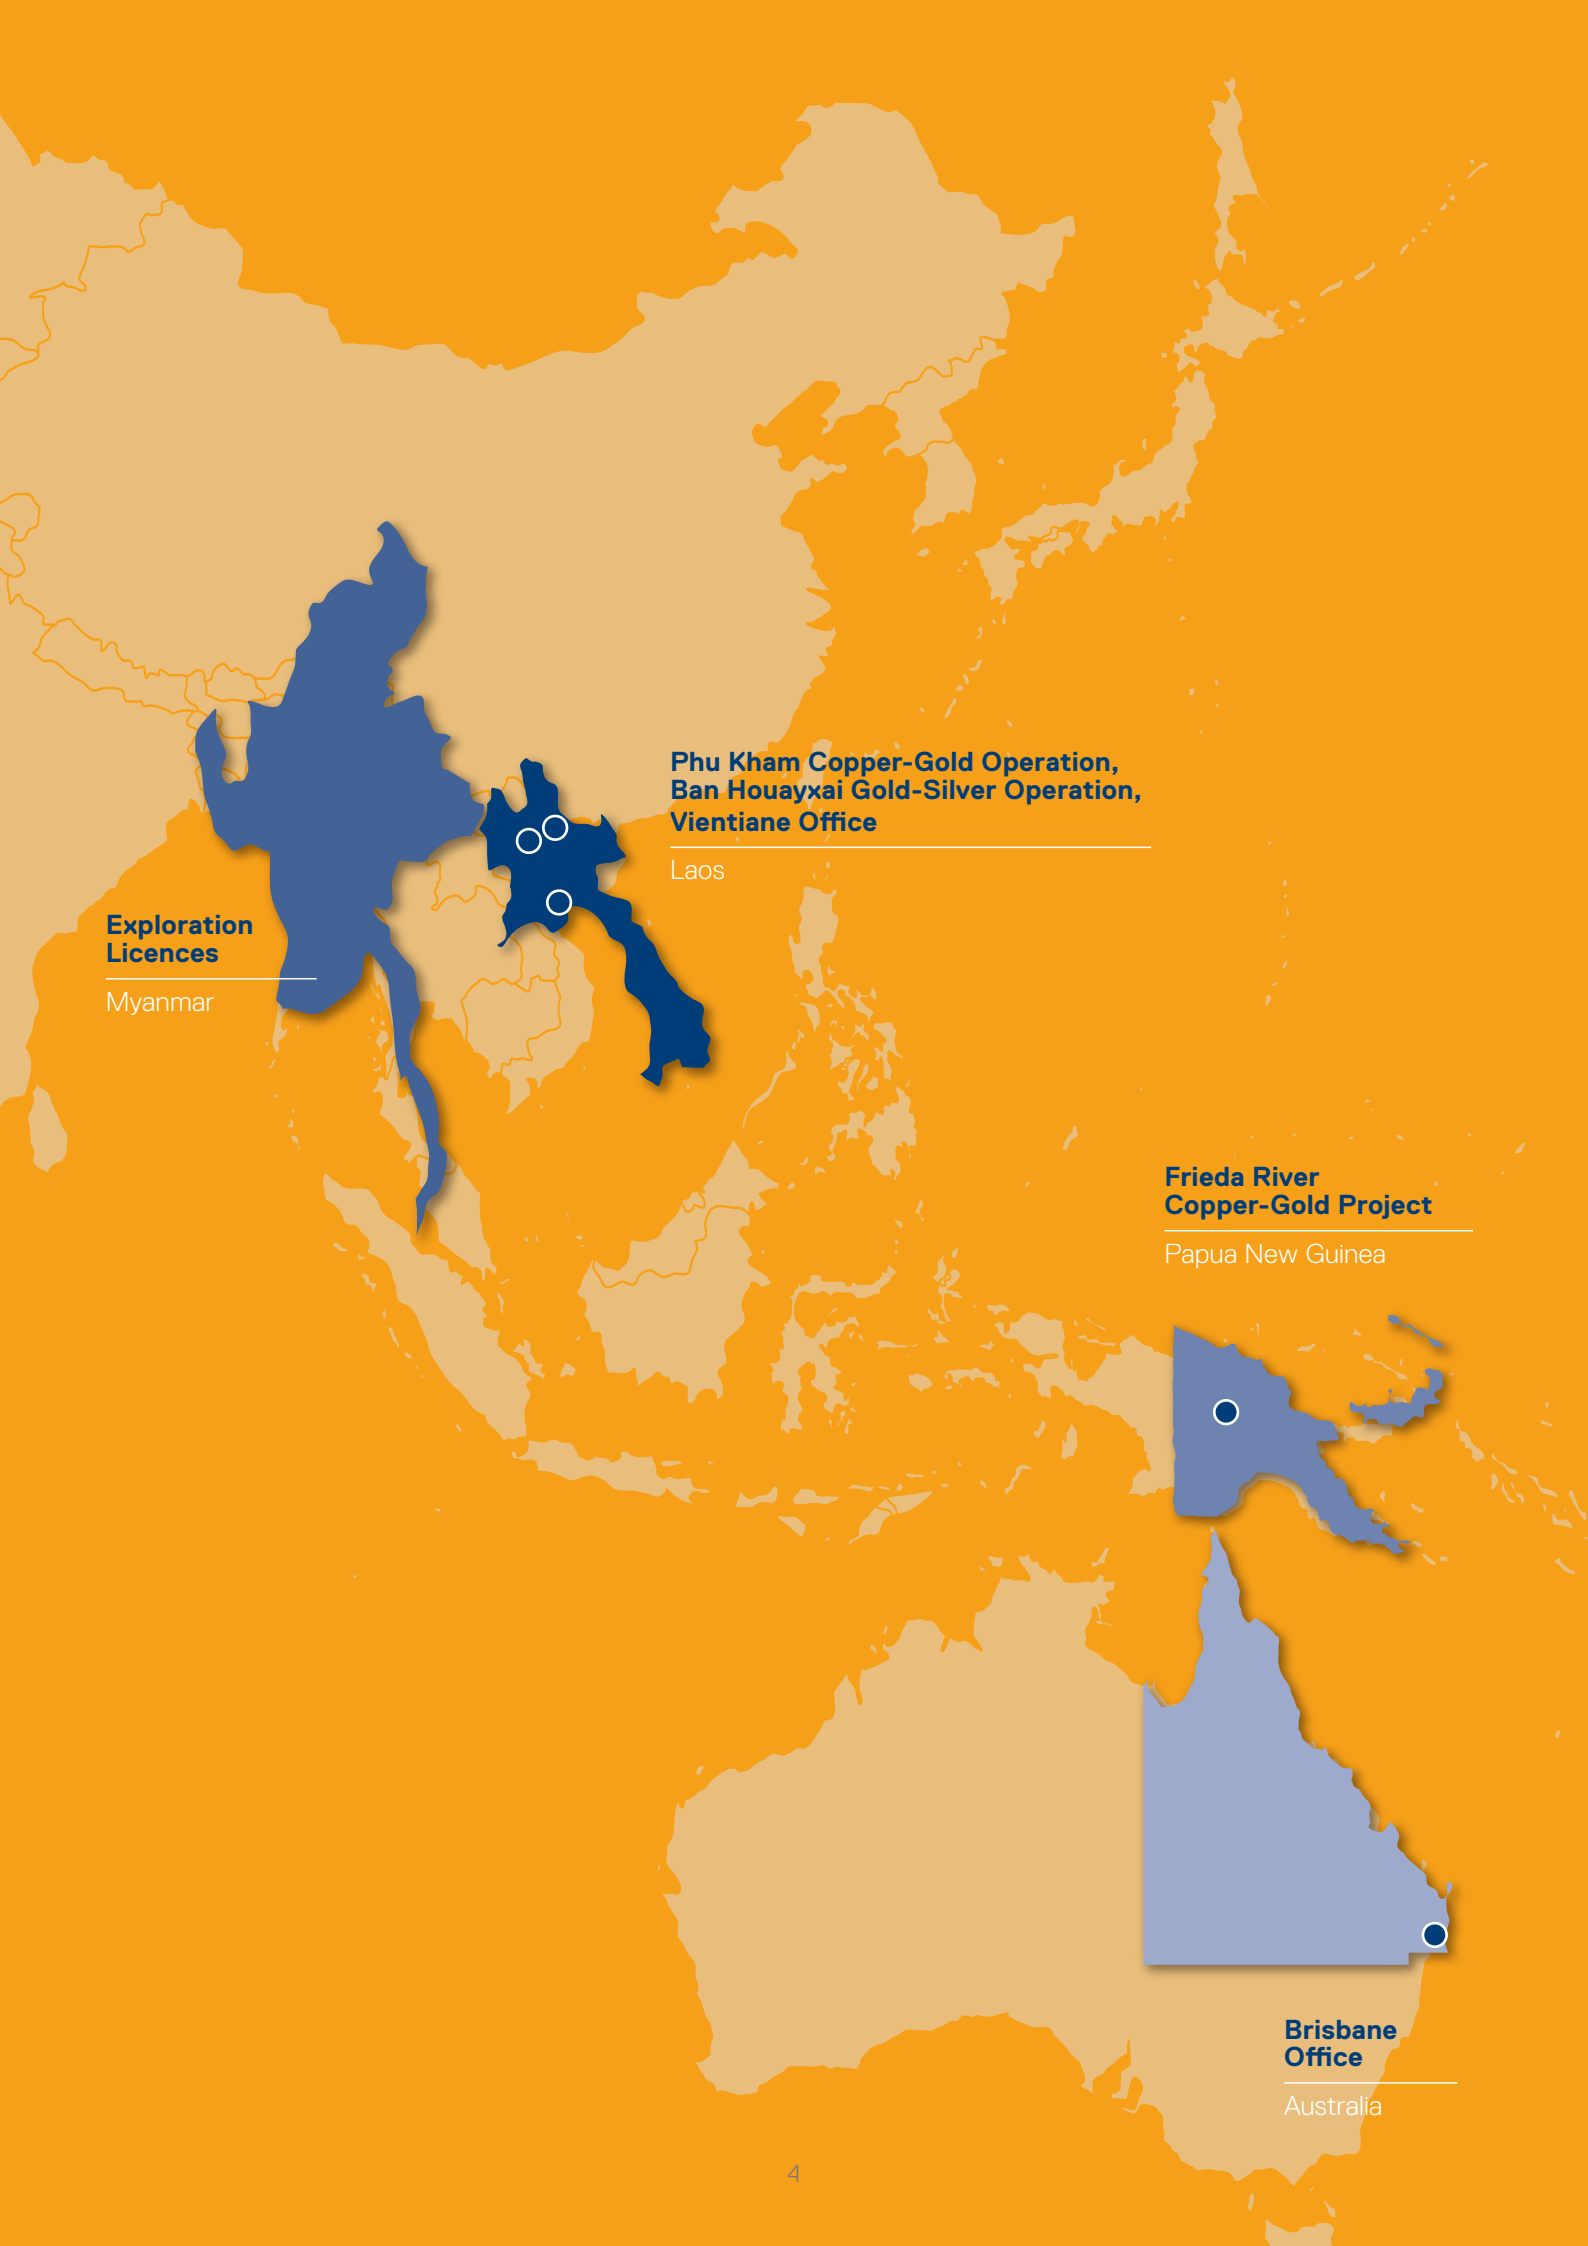 Phu Kham Copper-Gold Operation,
Ban Houayxai Gold-Silver Operation,
Vientiane Office
Laos
Exploration
Licences
Myanmar
Frieda River
Copper-Gold Project
Papua New Guinea
Brisbane
Office
Australia
4